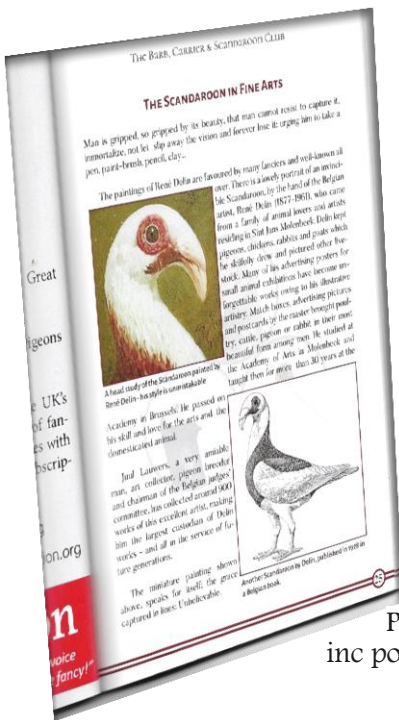 THE BARB, CARRIER & SCANDAROON CLUB
THE SCANDAROON IN FINE ARTS
Man is gripped, so gripped by its beauty, that man cannot resist to capture it,
immortalize, not let slip away the vision and forever lose it; urging him to take a
pen, paint-brush, pencil, clay...
The paintings of René Delin are favoured by many fanciers and well-known all
over. There is a lovely portrait of an invinci-
ble Scandaroon, by the hand of the Belgian
artist, René Delin (1877-1961), who came
from a family of animal lovers and artists
residing in Sint Jans Molenbeek. Delin kept
pigeons, chickens, rabbits and goats which
he skilfully drew and pictured other live-
stock. Many of his advertising posters for
small animal exhibitions have become un-
forgettable works owing to his illustrative
artistry. Match boxes, advertising pictures
and postcards by the master brought poul-
try, cattle, pigeon or rabbit in their most
beautiful form among men. He studied at
the Academy of Arts in Molenbeek and
taught then for more than 30 years at the
A head study of the Scandaroon painted by
René Delin – his style is unmistakable
Academy in Brussels. He passed on
his skill and love for the arts and the
domesticated animal.
Juul Lauwers, a very amiable
man, art collector, pigeon breeder
and chairman of the Belgian judges'
committee, has collected around 900
works of this excellent artist, making
him the largest custodian of Delin
works – and all in the service of fu-
ture generations.
The miniature painting shown
above, speaks for itself; the grace
captured in lines: Unbelievable.
Another Scandaroon by Delin, published in 1928 in
a Belgian book.
25
Great
igeons
UK's
of fan-
es with
bscrip-
on.org
on
voice
fancy!"
P
inc po